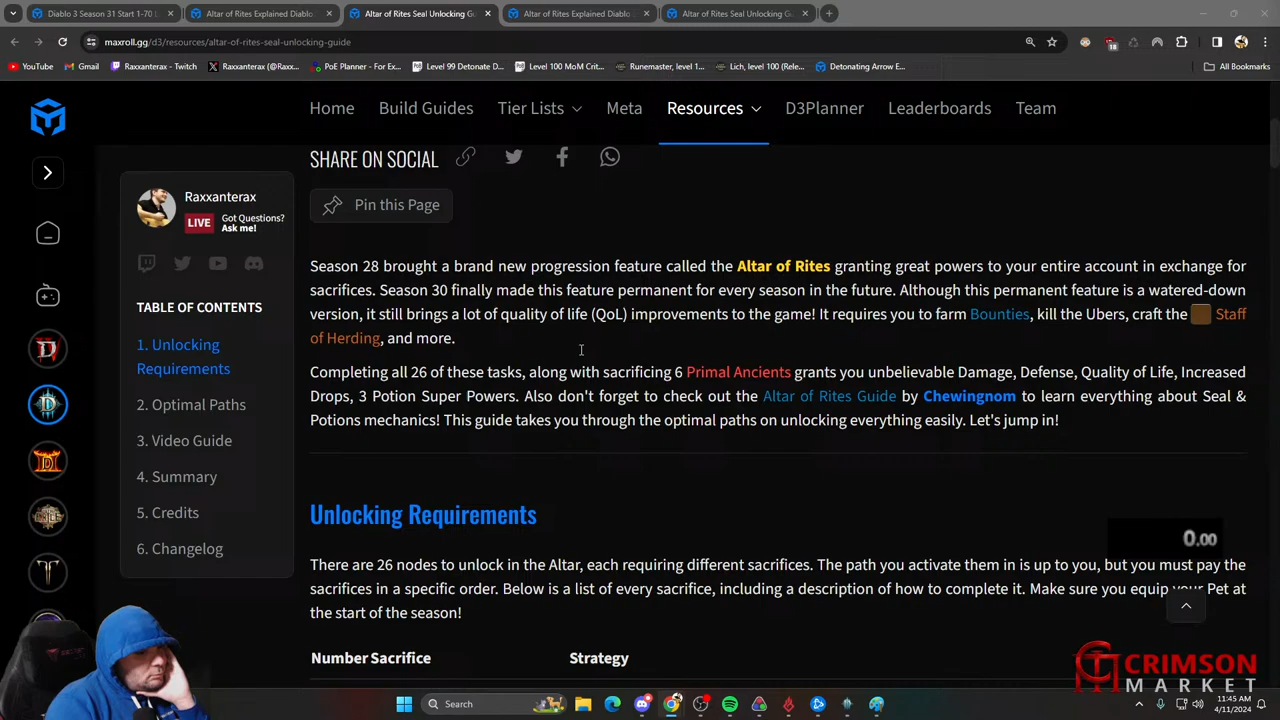 Diablo 3 Season 31 Start 1-70 D
Altar of Rites Explained Diablo
Altar of Rites Seal Unlocking Gu
Altar of Rites Explained Diablo
Altar of Rites Seal Unlocking G
maxroll.gg/d3/resources/altar-of-rites-seal-unlocking-guide
18
YouTube
Gmail
Raxxanterax - Twitch
Raxxanterax (@Raxx...
PoE Planner - For Ex...
Level 99 Detonate D...
Level 100 MoM Crit...
Runemaster, level 1...
Lich, level 100 (Rele...
Detonating Arrow E...
All Bookmarks
Home
Build Guides
Tier Lists
Meta
Resources
D3Planner
Leaderboards
Team
SHARE ON SOCIAL
Pin this Page
Raxxanterax
LIVE
Got Questions?
Ask me!
TABLE OF CONTENTS
1. Unlocking
Requirements
2. Optimal Paths
3. Video Guide
4. Summary
5. Credits
6. Changelog
Season 28 brought a brand new progression feature called the Altar of Rites granting great powers to your entire account in exchange for
sacrifices. Season 30 finally made this feature permanent for every season in the future. Although this permanent feature is a watered-down
version, it still brings a lot of quality of life (QoL) improvements to the game! It requires you to farm Bounties, kill the Ubers, craft the Staff
of Herding, and more.
Completing all 26 of these tasks, along with sacrificing 6 Primal Ancients grants you unbelievable Damage, Defense, Quality of Life, Increased
Drops, 3 Potion Super Powers. Also don't forget to check out the Altar of Rites Guide by Chewingnom to learn everything about Seal &
Potions mechanics! This guide takes you through the optimal paths on unlocking everything easily. Let's jump in!
Unlocking Requirements
0.00
There are 26 nodes to unlock in the Altar, each requiring different sacrifices. The path you activate them in is up to you, but you must pay the
sacrifices in a specific order. Below is a list of every sacrifice, including a description of how to complete it. Make sure you equip your Pet at
the start of the season!
Number Sacrifice
Strategy
CRIMSON
MARKET
Search
11:45 AM
4/11/2024